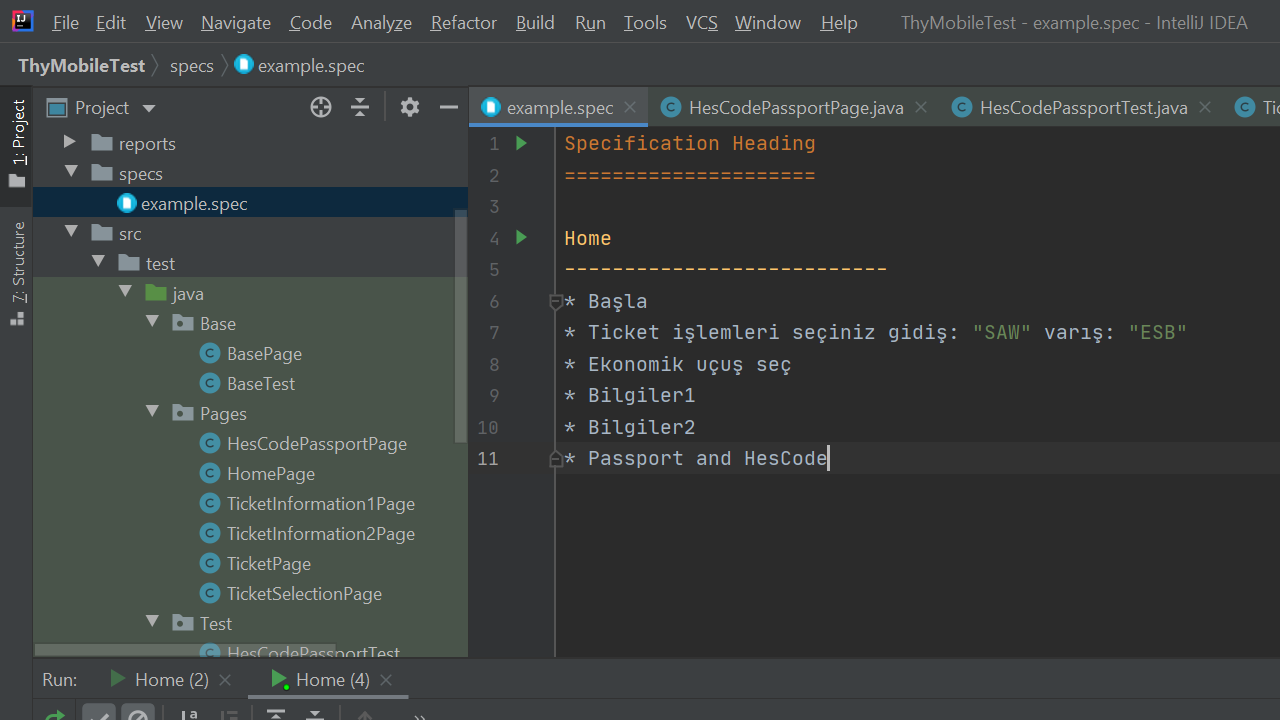 File Edit View Navigate Code Analyze Refactor Build Run Tools VCS Window Help ThyMobileTest - example.spec - IntelliJ IDEA
ThyMobileTest specs example.spec
1: Project
7: Structure
Project
reports
specs
example.spec
src
test
java
Base
BasePage
BaseTest
Pages
HesCodePassportPage
HomePage
TicketInformation1Page
TicketInformation2Page
TicketPage
TicketSelectionPage
Test
HesCodePassportTest
example.spec HesCodePassportPage.java HesCodePassportTest.java
1 Specification Heading
2 =====================
3
4 Home
5 ---------------------------
6 * Başla
7 * Ticket işlemleri seçiniz gidiş: "SAW" varış: "ESB"
8 * Ekonomik uçuş seç
9 * Bilgiler1
10 * Bilgiler2
11 * Passport and HesCode
Run: Home (2) Home (4)